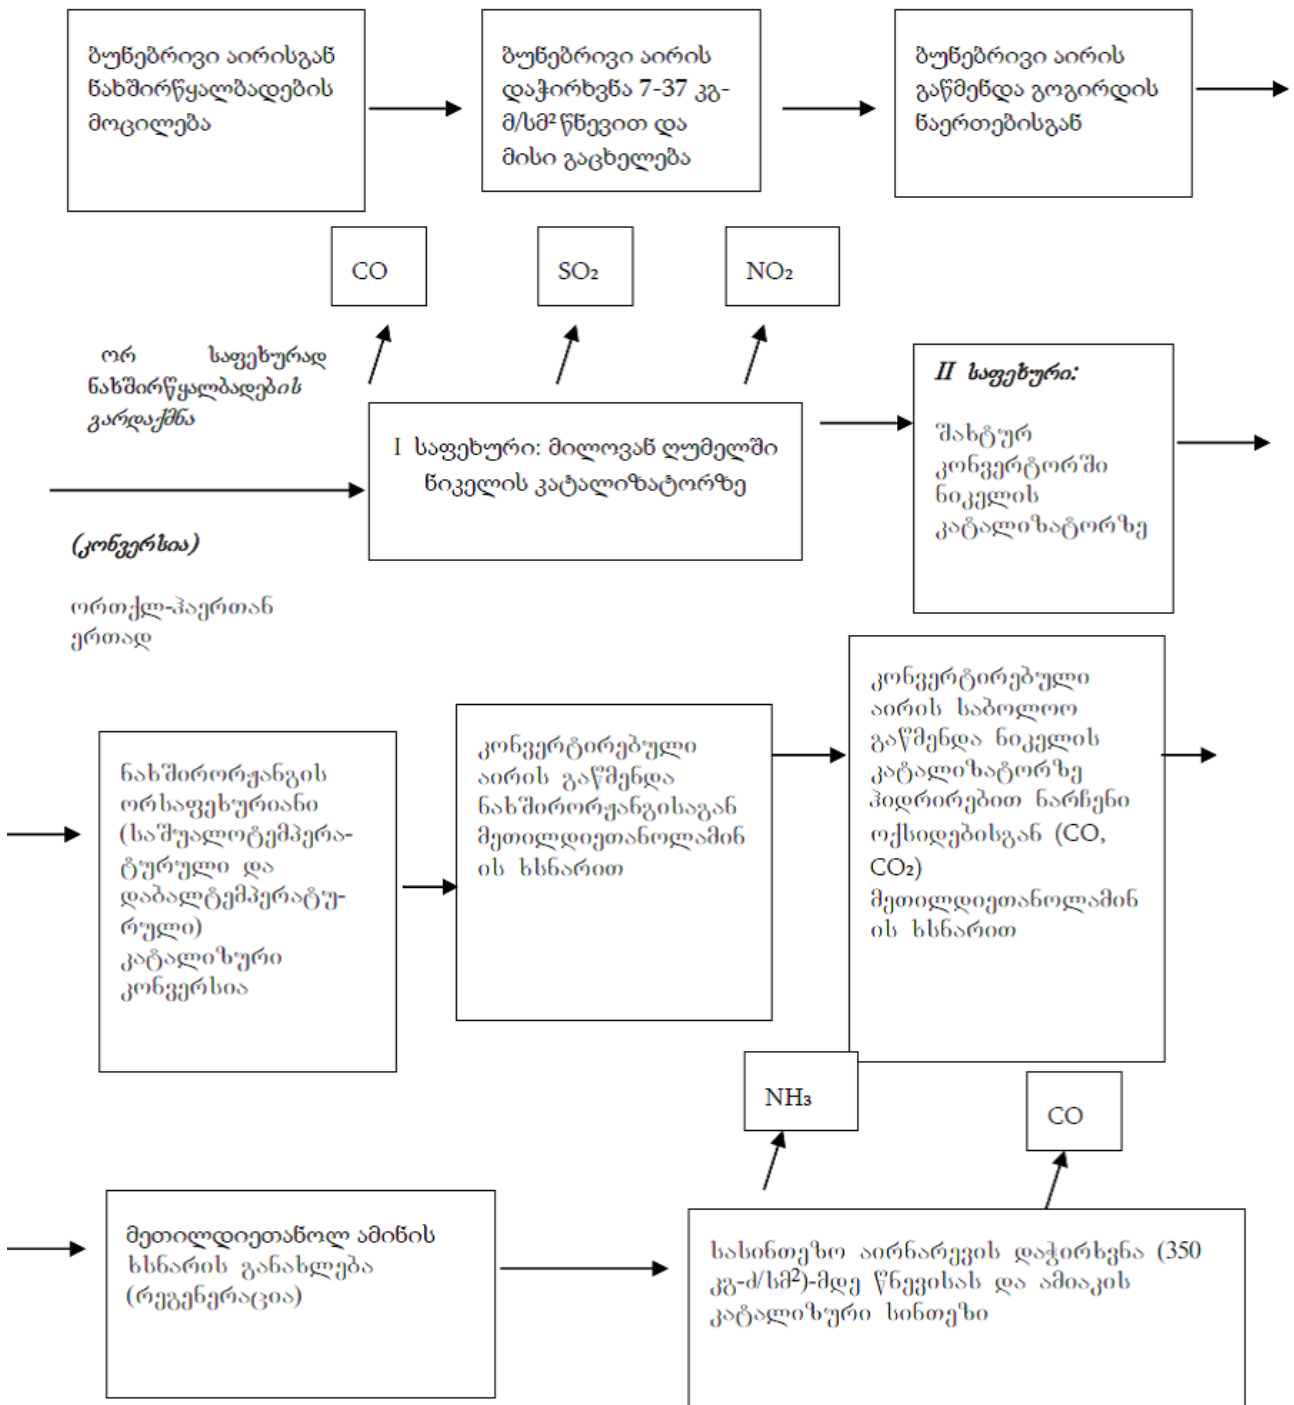 ბუნებრივი აირისგან
ნახშირწყალბადების
მოცილება
ბუნებრივი აირის
დაჭირხვნა 7-37 კგ-
მ/სმ² წნევით და
მისი გაცხელება
ბუნებრივი აირის
გაწმენდა გოგირდის
ნაერთებისგან
CO
SO₂
NO₂
ორ საფეხურად
ნახშირწყალბადების
გარდაქმნა
I საფეხური: მილოვან ღუმელში
ნიკელის კატალიზატორზე
II საფეხური:
შახტურ
კონვერტორში
ნიკელის
კატალიზატორზე
(კონვერსია)
ორთქლ-ჰაერთან
ერთად
ნახშირორჟანგის
ორსაფეხურიანი
(საშუალოტემპერა-
ტურული და
დაბალტემპერატუ-
რული)
კატალიზური
კონვერსია
კონვერტირებული
აირის გაწმენდა
ნახშირორჟანგისაგან
მეთილდიეთანოლამინ
ის ხსნარით
კონვერტირებული
აირის საბოლოო
გაწმენდა ნიკელის
კატალიზატორზე
ჰიდრირებით ნარჩენი
ოქსიდებისგან (CO,
CO₂)
მეთილდიეთანოლამინ
ის ხსნარით
NH₃
CO
მეთილდიეთანოლ ამინის
ხსნარის განახლება
(რეგენერაცია)
სასინთეზო აირნარევის დაჭირხვნა (350
კგ-ძ/სმ²)-მდე წნევისას და ამიაკის
კატალიზური სინთეზი